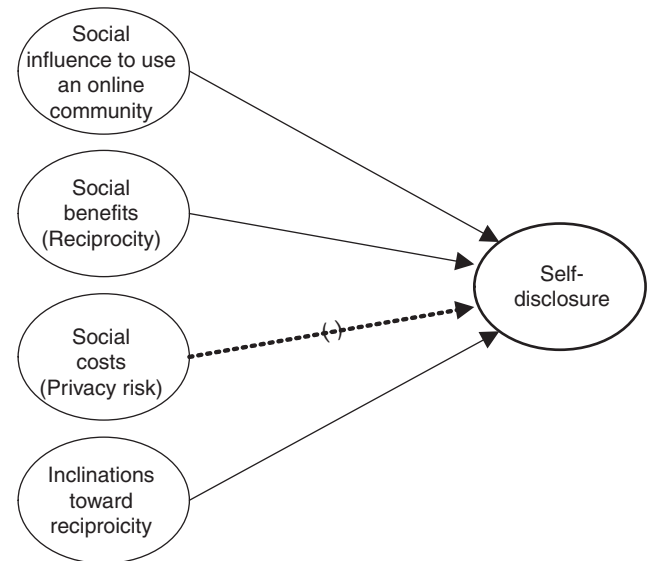 Social
influence to use
an online
community
Social
benefits
(Reciprocity)
Self-
disclosure
(-)
Social
costs
(Privacy risk)
Inclinations
toward
reciproicity